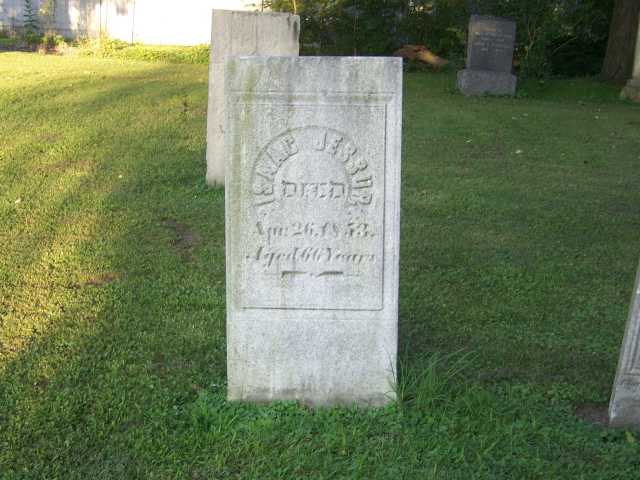 ISAAC JESSUP
DIED
Apr. 26, 1853.
Aged 66 Years